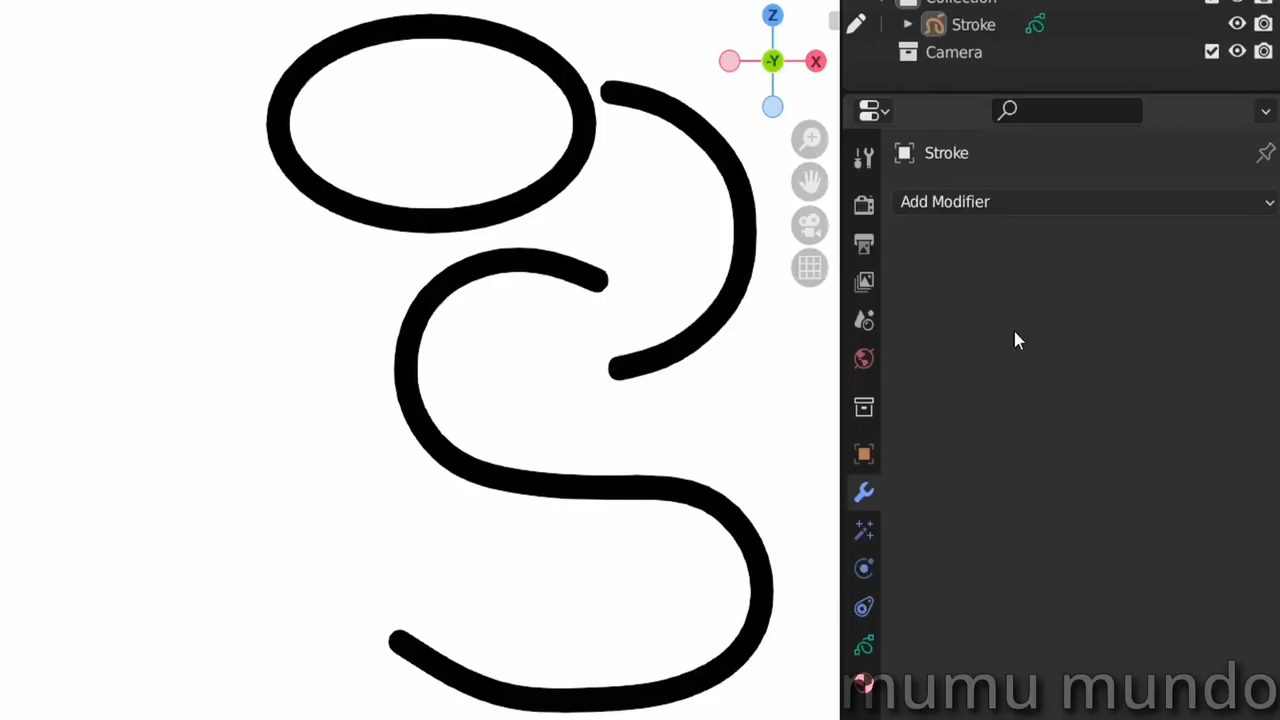 Collection
Stroke
Camera
Z
-Y
X
Stroke
Add Modifier
mumu mundo